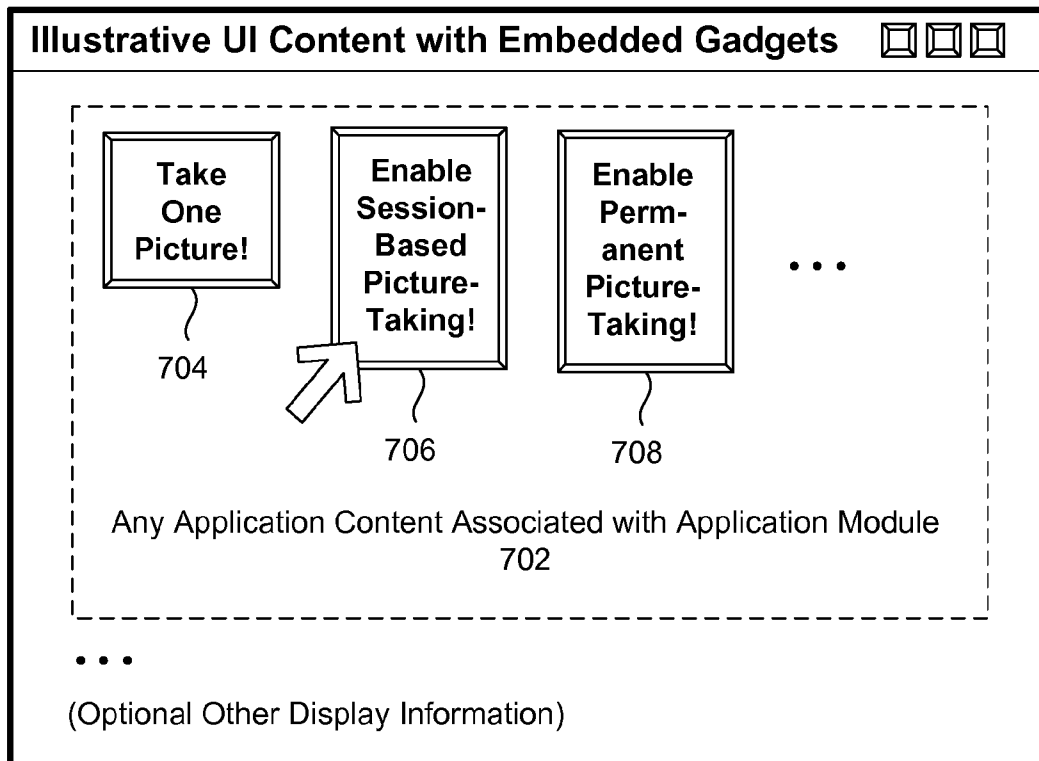 Illustrative UI Content with Embedded Gadgets
Take
One
Picture!
704
Enable
Session-
Based
Picture-
Taking!
706
Enable
Perm-
anent
Picture-
Taking!
708
• • •
Any Application Content Associated with Application Module
702
• • •
(Optional Other Display Information)